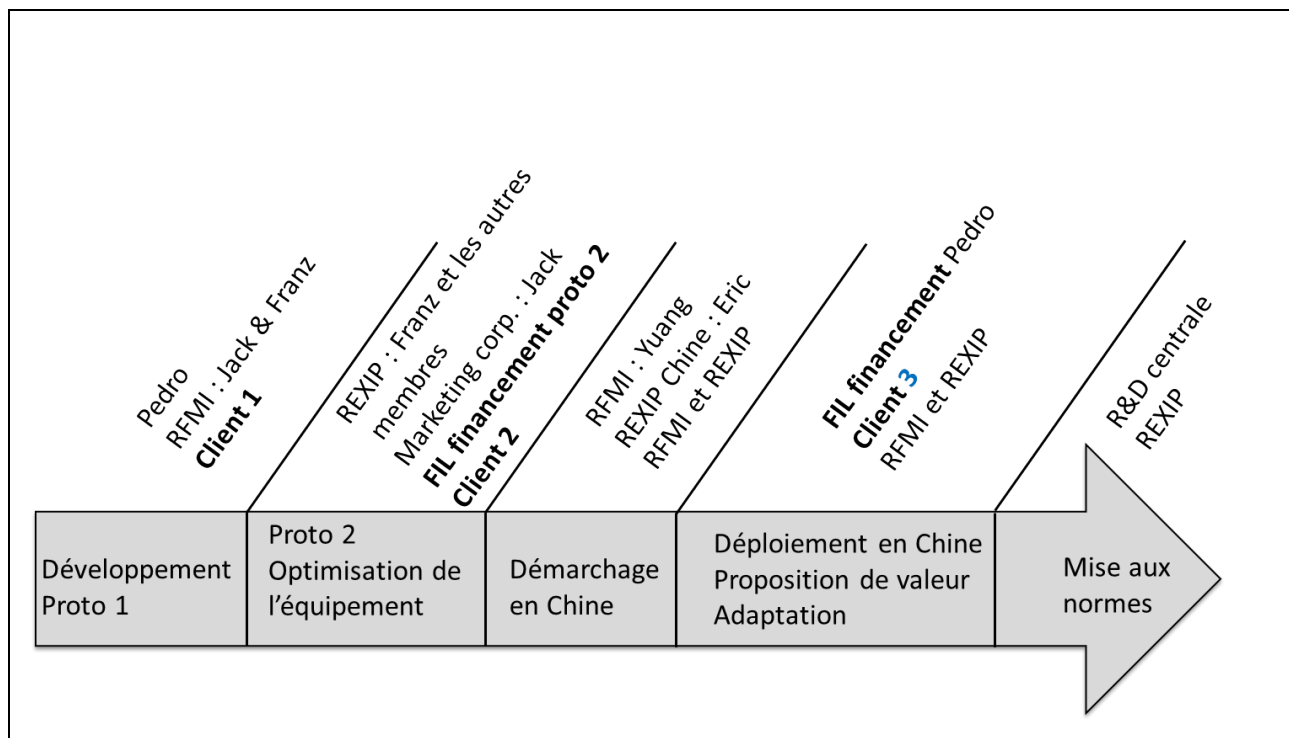 Pedro
RFMI : Jack & Franz
Client 1
REXIP : Franz et les autres
membres
Marketing corp. : Jack
FIL financement proto 2
Client 2
RFMI : Yuang
REXIP Chine : Eric
RFMI et REXIP
FIL financement Pedro
Client 3
RFMI et REXIP
R&D centrale
REXIP
Développement
Proto 1
Proto 2
Optimisation de
l’équipement
Démarchage
en Chine
Déploiement en Chine
Proposition de valeur
Adaptation
Mise aux
normes